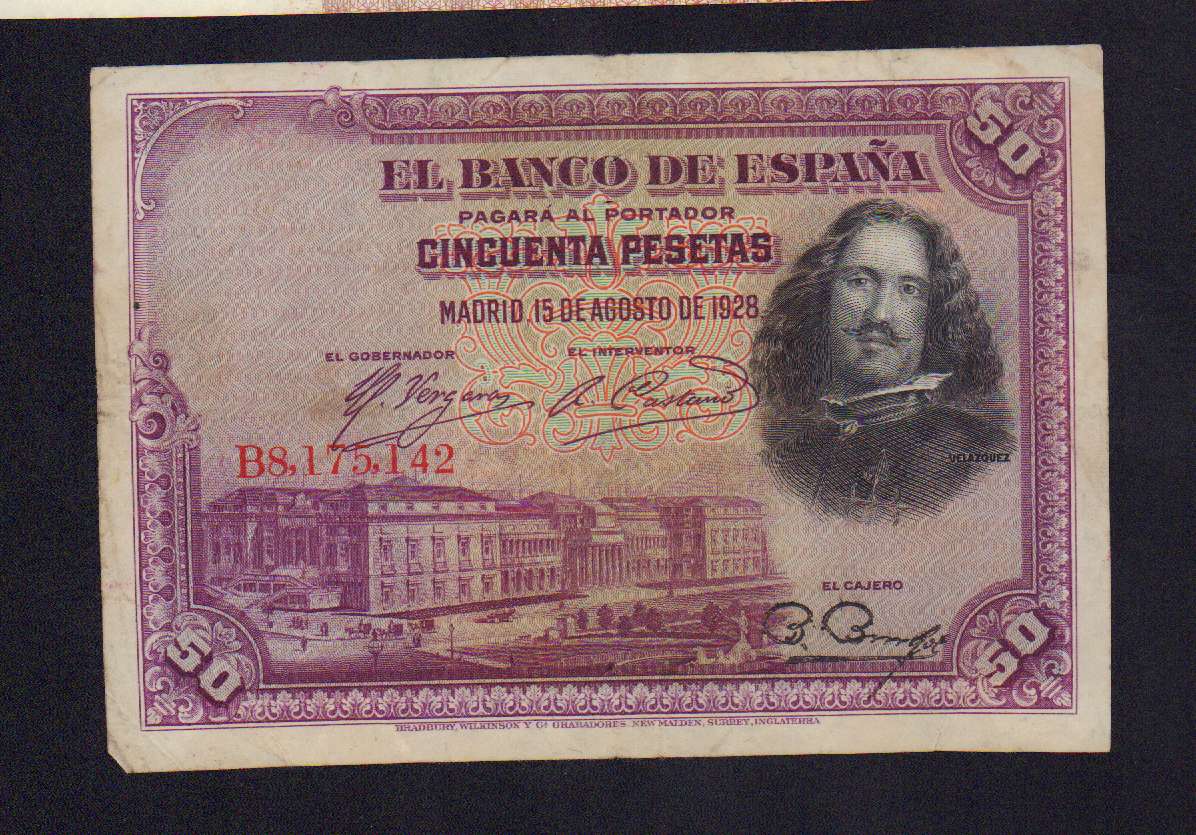 50
EL BANCO DE ESPAÑA
PAGARÁ AL PORTADOR
CINCUENTA PESETAS
MADRID. 15 DE AGOSTO DE 1928
EL GOBERNADOR EL INTERVENTOR
B8,175,142
VELAZQUEZ
EL CAJERO
50 50
BRADBURY, WILKINSON Y Cª GRABADORES, NEW MALDEN, SURREY, INGLATERRA